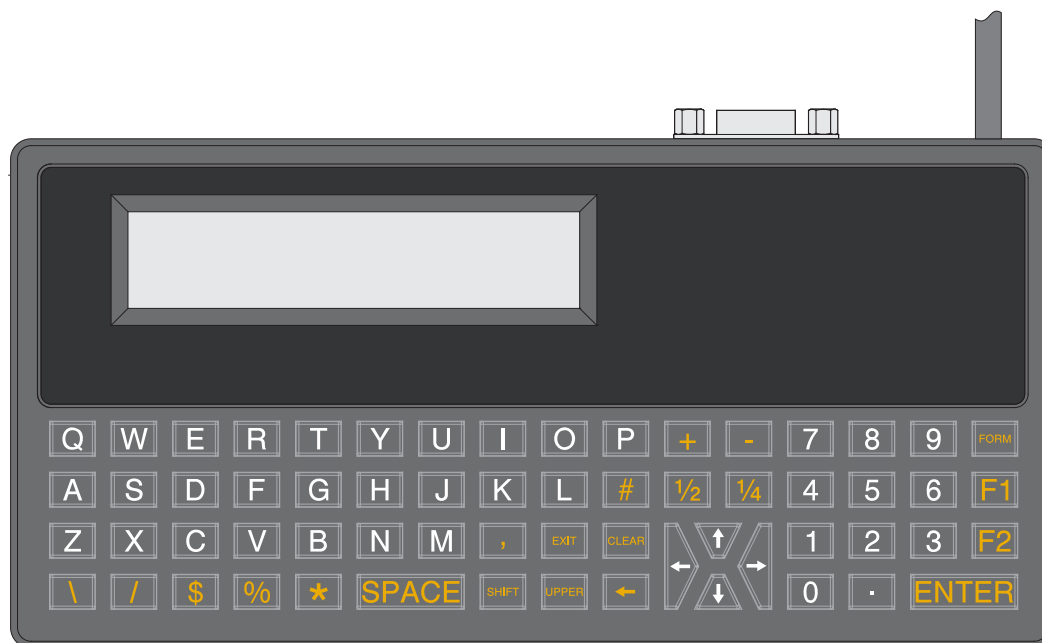 Q W E R T Y U I O P + - 7 8 9 FORM
A S D F G H J K L # ½ ¼ 4 5 6 F1
Z X C V B N M , EXIT CLEAR ↑ 1 2 3 F2
← →
\ / $ % * SPACE SHIFT UPPER ← ↓ 0 . ENTER